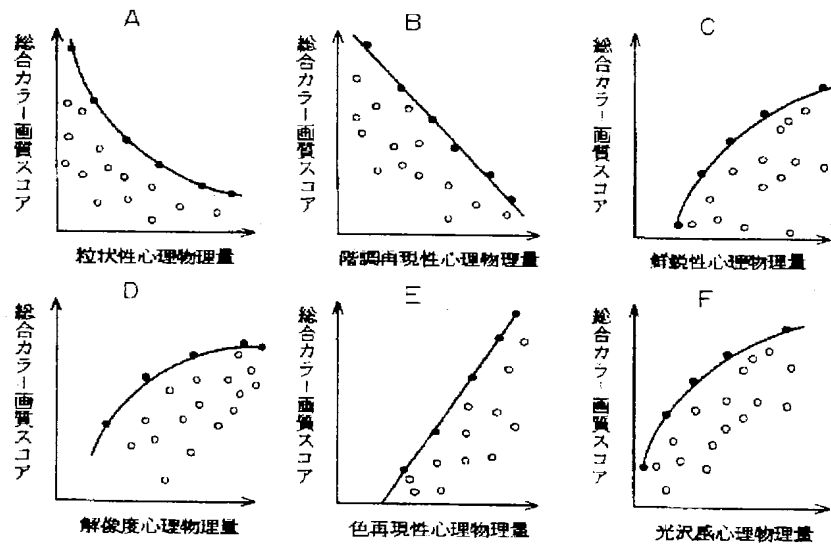 A
総合カラー画質スコア
粒状性心理物理量
B
総合カラー画質スコア
階調再現性心理物理量
C
総合カラー画質スコア
鮮鋭性心理物理量
D
総合カラー画質スコア
解像度心理物理量
E
総合カラー画質スコア
色再現性心理物理量
F
総合カラー画質スコア
光沢感心理物理量